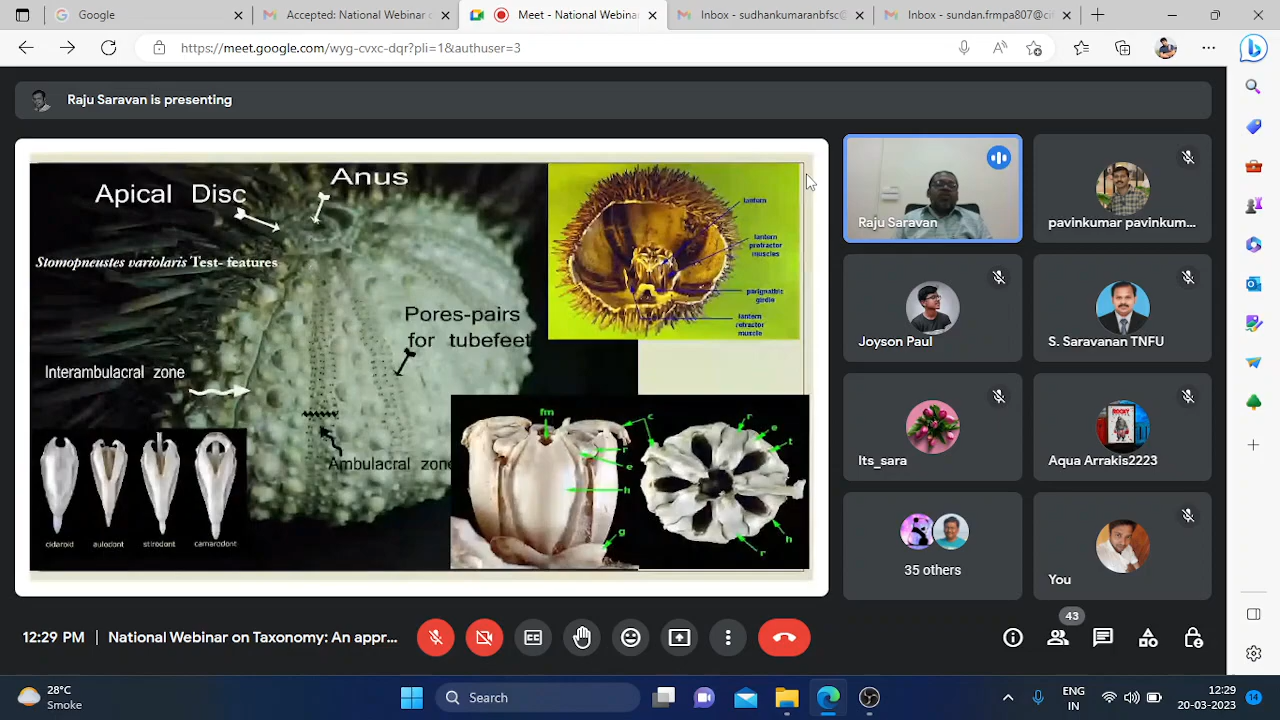 Google
Accepted: National Webinar c
Meet - National Webinar
Inbox - sudhankumaranbfsc@
Inbox - sundan.frmpa807@ci
https://meet.google.com/wyg-cvxc-dqr?pli=1&authuser=3
Raju Saravan is presenting
Apical Disc
Anus
Stomopneustes variolaris Test- features
Pores-pairs
for tubefeet
Interambulacral zone
Ambulacral zone
cidaroid
aulodont
stirodont
camarodont
lantern
lantern
protractor
muscles
perignathic
girdle
lantern
retractor
muscle
fm
c
r
e
h
g
r
e
t
h
r
Raju Saravan
pavinkumar pavinkum...
Joyson Paul
S. Saravanan TNFU
Its_sara
Aqua Arrakis2223
35 others
You
12:29 PM | National Webinar on Taxonomy: An appr...
43
28°C
Smoke
Search
ENG
IN
12:29
20-03-2023
14